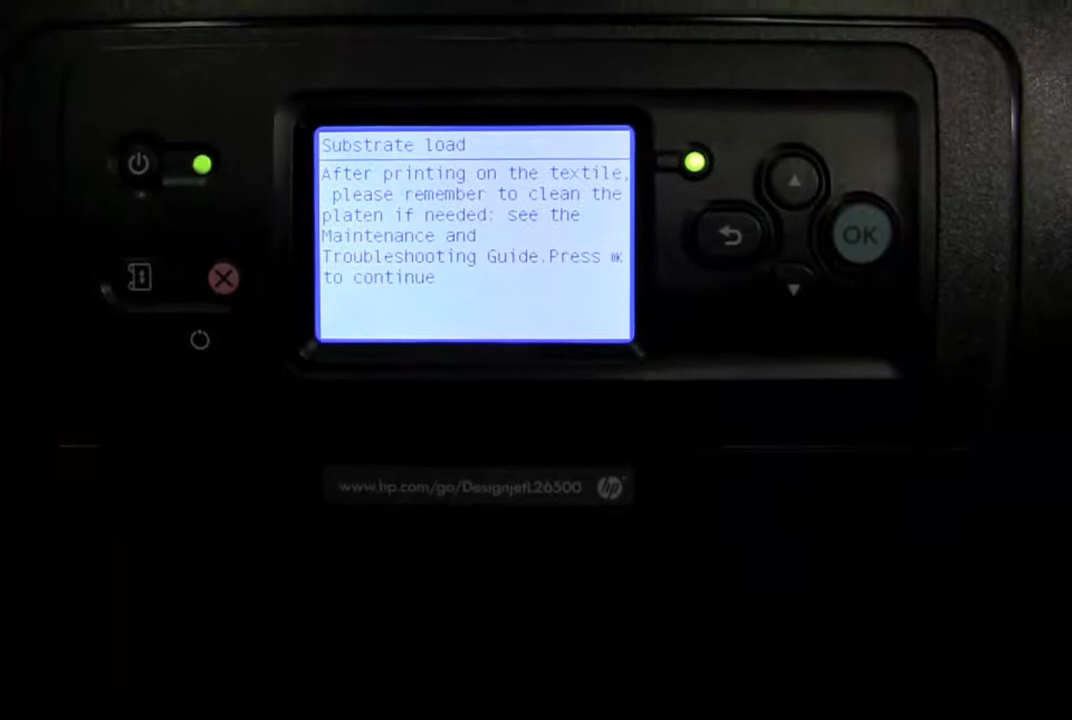 Substrate load
After printing on the textile,
please remember to clean the
platen if needed: see the
Maintenance and
Troubleshooting Guide.Press OK
to continue
OK
www.hp.com/go/DesignjetL26500 hp